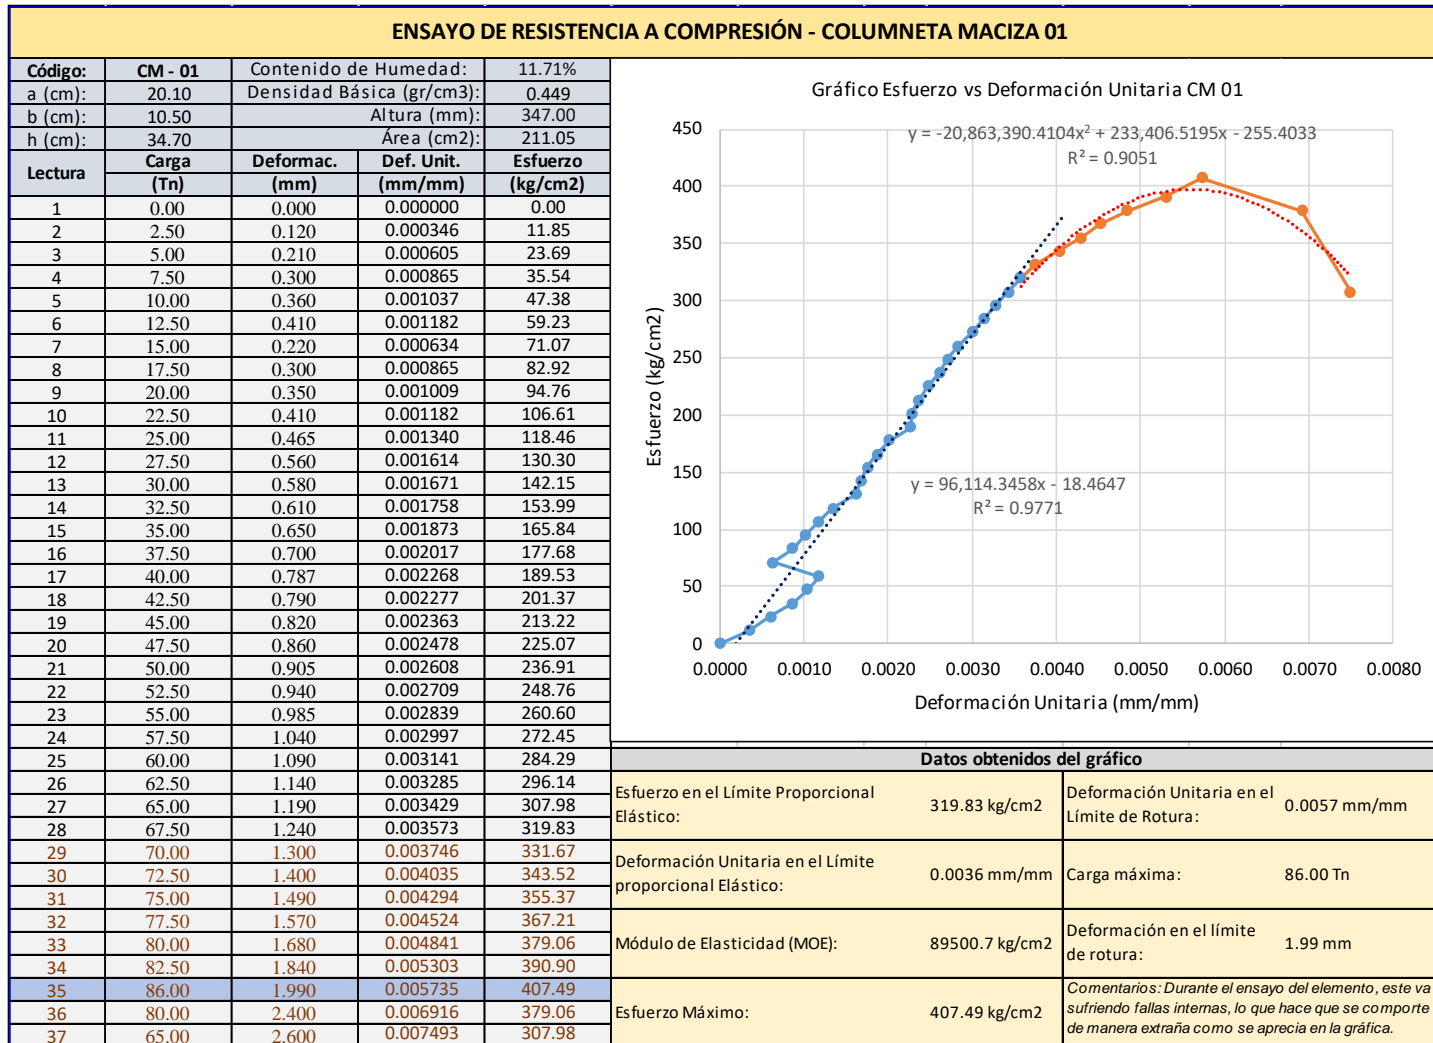 ENSAYO DE RESISTENCIA A COMPRESIÓN - COLUMNETA MACIZA 01
Código: CM - 01 Contenido de Humedad: 11.71%
a (cm): 20.10 Densidad Básica (gr/cm3): 0.449
b (cm): 10.50 Altura (mm): 347.00
h (cm): 34.70 Área (cm2): 211.05
Lectura Carga Deformac. Def. Unit. Esfuerzo
(Tn) (mm) (mm/mm) (kg/cm2)
1 0.00 0.000 0.000000 0.00
2 2.50 0.120 0.000346 11.85
3 5.00 0.210 0.000605 23.69
4 7.50 0.300 0.000865 35.54
5 10.00 0.360 0.001037 47.38
6 12.50 0.410 0.001182 59.23
7 15.00 0.220 0.000634 71.07
8 17.50 0.300 0.000865 82.92
9 20.00 0.350 0.001009 94.76
10 22.50 0.410 0.001182 106.61
11 25.00 0.465 0.001340 118.46
12 27.50 0.560 0.001614 130.30
13 30.00 0.580 0.001671 142.15
14 32.50 0.610 0.001758 153.99
15 35.00 0.650 0.001873 165.84
16 37.50 0.700 0.002017 177.68
17 40.00 0.787 0.002268 189.53
18 42.50 0.790 0.002277 201.37
19 45.00 0.820 0.002363 213.22
20 47.50 0.860 0.002478 225.07
21 50.00 0.905 0.002608 236.91
22 52.50 0.940 0.002709 248.76
23 55.00 0.985 0.002839 260.60
24 57.50 1.040 0.002997 272.45
25 60.00 1.090 0.003141 284.29
26 62.50 1.140 0.003285 296.14
27 65.00 1.190 0.003429 307.98
28 67.50 1.240 0.003573 319.83
29 70.00 1.300 0.003746 331.67
30 72.50 1.400 0.004035 343.52
31 75.00 1.490 0.004294 355.37
32 77.50 1.570 0.004524 367.21
33 80.00 1.680 0.004841 379.06
34 82.50 1.840 0.005303 390.90
35 86.00 1.990 0.005735 407.49
36 80.00 2.400 0.006916 379.06
37 65.00 2.600 0.007493 307.98
Gráfico Esfuerzo vs Deformación Unitaria CM 01
y = -20,863,390.4104x² + 233,406.5195x - 255.4033
R² = 0.9051
y = 96,114.3458x - 18.4647
R² = 0.9771
Esfuerzo (kg/cm2)
450
400
350
300
250
200
150
100
50
0
0.0000 0.0010 0.0020 0.0030 0.0040 0.0050 0.0060 0.0070 0.0080
Deformación Unitaria (mm/mm)
Datos obtenidos del gráfico
Esfuerzo en el Límite Proporcional
Elástico:
319.83 kg/cm2
Deformación Unitaria en el
Límite de Rotura:
0.0057 mm/mm
Deformación Unitaria en el Límite
proporcional Elástico:
0.0036 mm/mm
Carga máxima: 86.00 Tn
Módulo de Elasticidad (MOE): 89500.7 kg/cm2
Deformación en el límite
de rotura:
1.99 mm
Esfuerzo Máximo: 407.49 kg/cm2
Comentarios: Durante el ensayo del elemento, este va
sufriendo fallas internas, lo que hace que se comporte
de manera extraña como se aprecia en la gráfica.